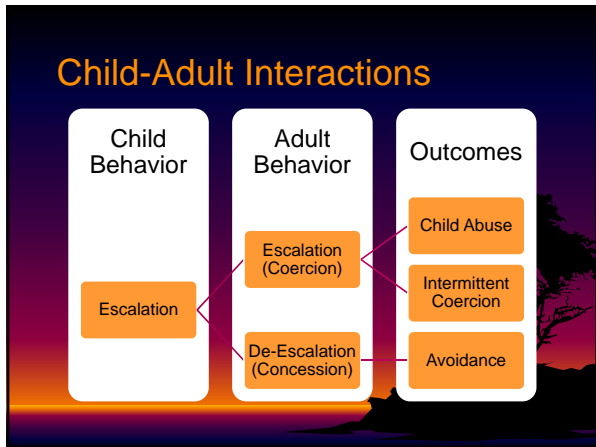 Child-Adult Interactions
Child
Behavior
Adult
Behavior
Outcomes
Escalation
Escalation
(Coercion)
De-Escalation
(Concession)
Child Abuse
Intermittent
Coercion
Avoidance